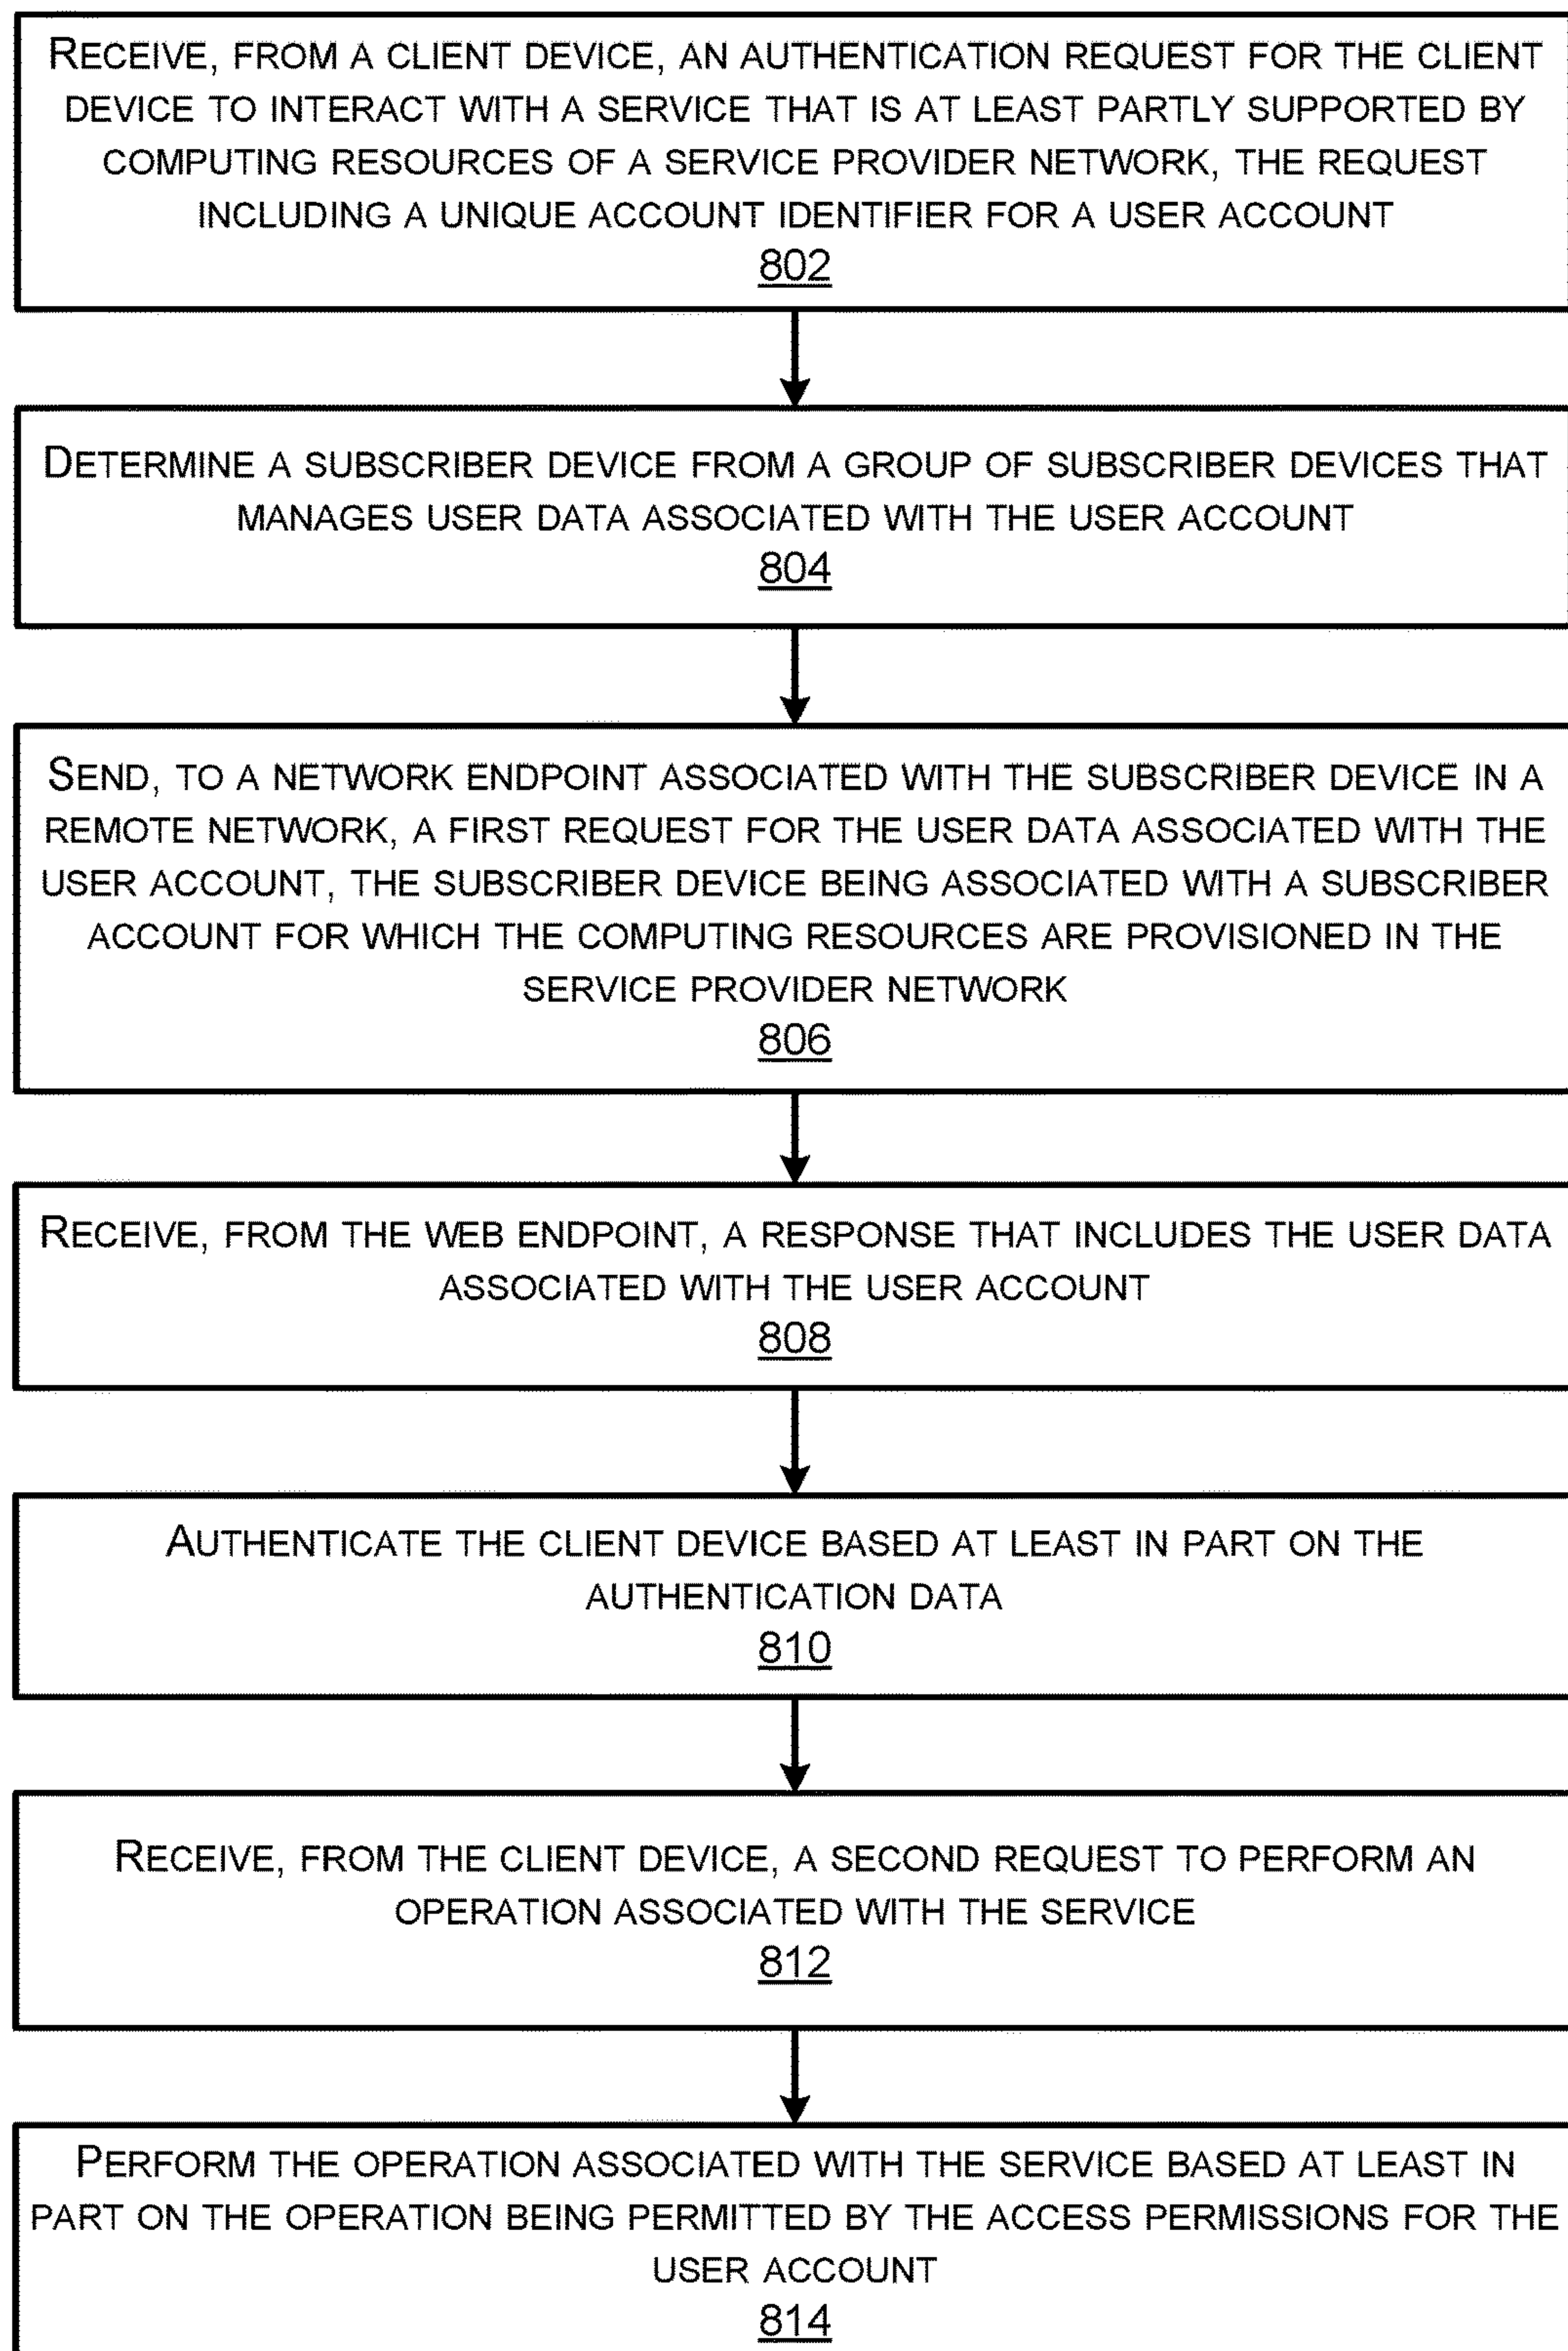 RECEIVE, FROM A CLIENT DEVICE, AN AUTHENTICATION REQUEST FOR THE CLIENT
DEVICE TO INTERACT WITH A SERVICE THAT IS AT LEAST PARTLY SUPPORTED BY
COMPUTING RESOURCES OF A SERVICE PROVIDER NETWORK, THE REQUEST
INCLUDING A UNIQUE ACCOUNT IDENTIFIER FOR A USER ACCOUNT
802
DETERMINE A SUBSCRIBER DEVICE FROM A GROUP OF SUBSCRIBER DEVICES THAT
MANAGES USER DATA ASSOCIATED WITH THE USER ACCOUNT
804
SEND, TO A NETWORK ENDPOINT ASSOCIATED WITH THE SUBSCRIBER DEVICE IN A
REMOTE NETWORK, A FIRST REQUEST FOR THE USER DATA ASSOCIATED WITH THE
USER ACCOUNT, THE SUBSCRIBER DEVICE BEING ASSOCIATED WITH A SUBSCRIBER
ACCOUNT FOR WHICH THE COMPUTING RESOURCES ARE PROVISIONED IN THE
SERVICE PROVIDER NETWORK
806
RECEIVE, FROM THE WEB ENDPOINT, A RESPONSE THAT INCLUDES THE USER DATA
ASSOCIATED WITH THE USER ACCOUNT
808
AUTHENTICATE THE CLIENT DEVICE BASED AT LEAST IN PART ON THE
AUTHENTICATION DATA
810
RECEIVE, FROM THE CLIENT DEVICE, A SECOND REQUEST TO PERFORM AN
OPERATION ASSOCIATED WITH THE SERVICE
812
PERFORM THE OPERATION ASSOCIATED WITH THE SERVICE BASED AT LEAST IN
PART ON THE OPERATION BEING PERMITTED BY THE ACCESS PERMISSIONS FOR THE
USER ACCOUNT
814